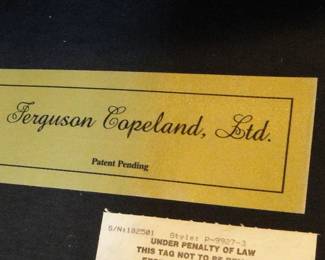 Ferguson Copeland, Ltd.
Patent Pending
S/N:182501 Style: P-9927-3
UNDER PENALTY OF LAW
THIS TAG NOT TO BE